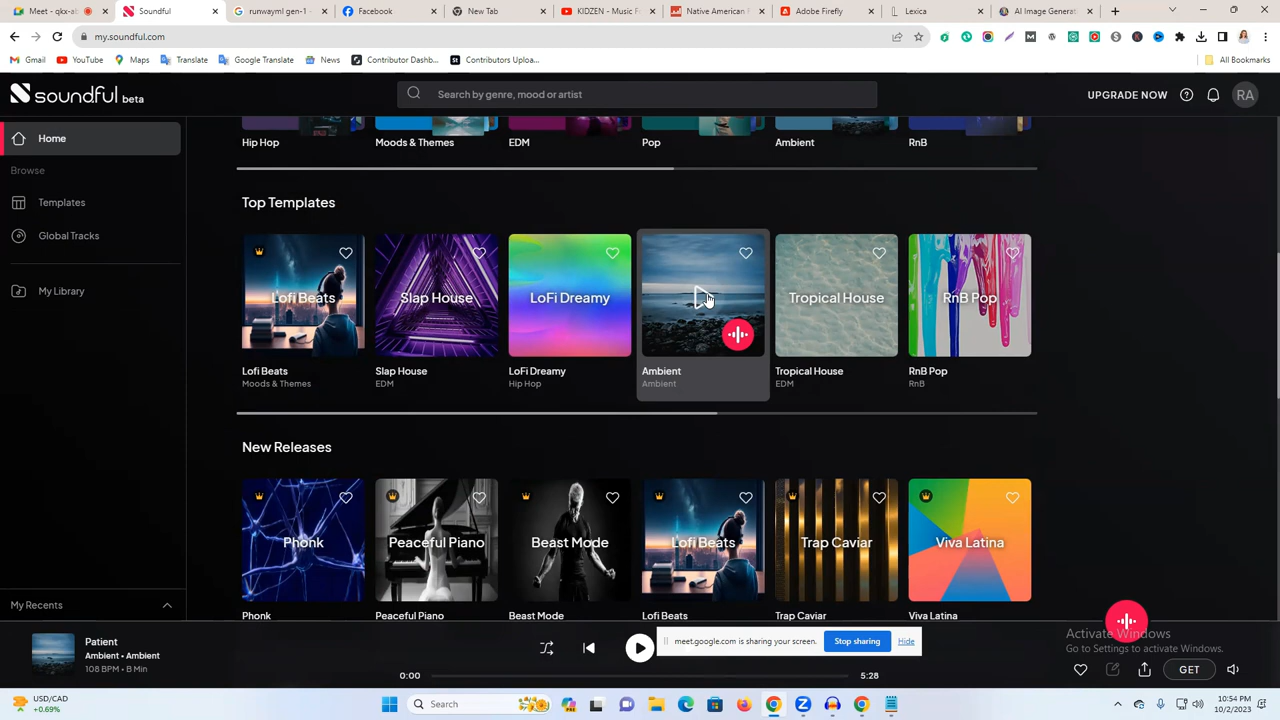 Meet - qkx-ab
Soundful
runwayml gen-1 -
Facebook
New Tab
KIDZEN - Music F
Native American F
Adobe Firefly
Lexica
AI Image Generat
my.soundful.com
Gmail
YouTube
Maps
Translate
Google Translate
News
Contributor Dashb...
Contributors Uploa...
All Bookmarks
soundful beta
Search by genre, mood or artist
UPGRADE NOW
RA
Home
Browse
Templates
Global Tracks
My Library
Hip Hop
Moods & Themes
EDM
Pop
Ambient
RnB
Top Templates
Lofi Beats
Slap House
LoFi Dreamy
Tropical House
RnB Pop
Lofi Beats
Slap House
LoFi Dreamy
Ambient
Tropical House
RnB Pop
Moods & Themes
EDM
Hip Hop
Ambient
EDM
RnB
New Releases
Phonk
Peaceful Piano
Beast Mode
Lofi Beats
Trap Caviar
Viva Latina
Phonk
Peaceful Piano
Beast Mode
Lofi Beats
Trap Caviar
Viva Latina
My Recents
Patient
Ambient • Ambient
108 BPM • B Min
meet.google.com is sharing your screen.
Stop sharing
Hide
0:00
5:28
Activate Windows
Go to Settings to activate Windows.
GET
USD/CAD
+0.69%
Search
10:54 PM
10/2/2023